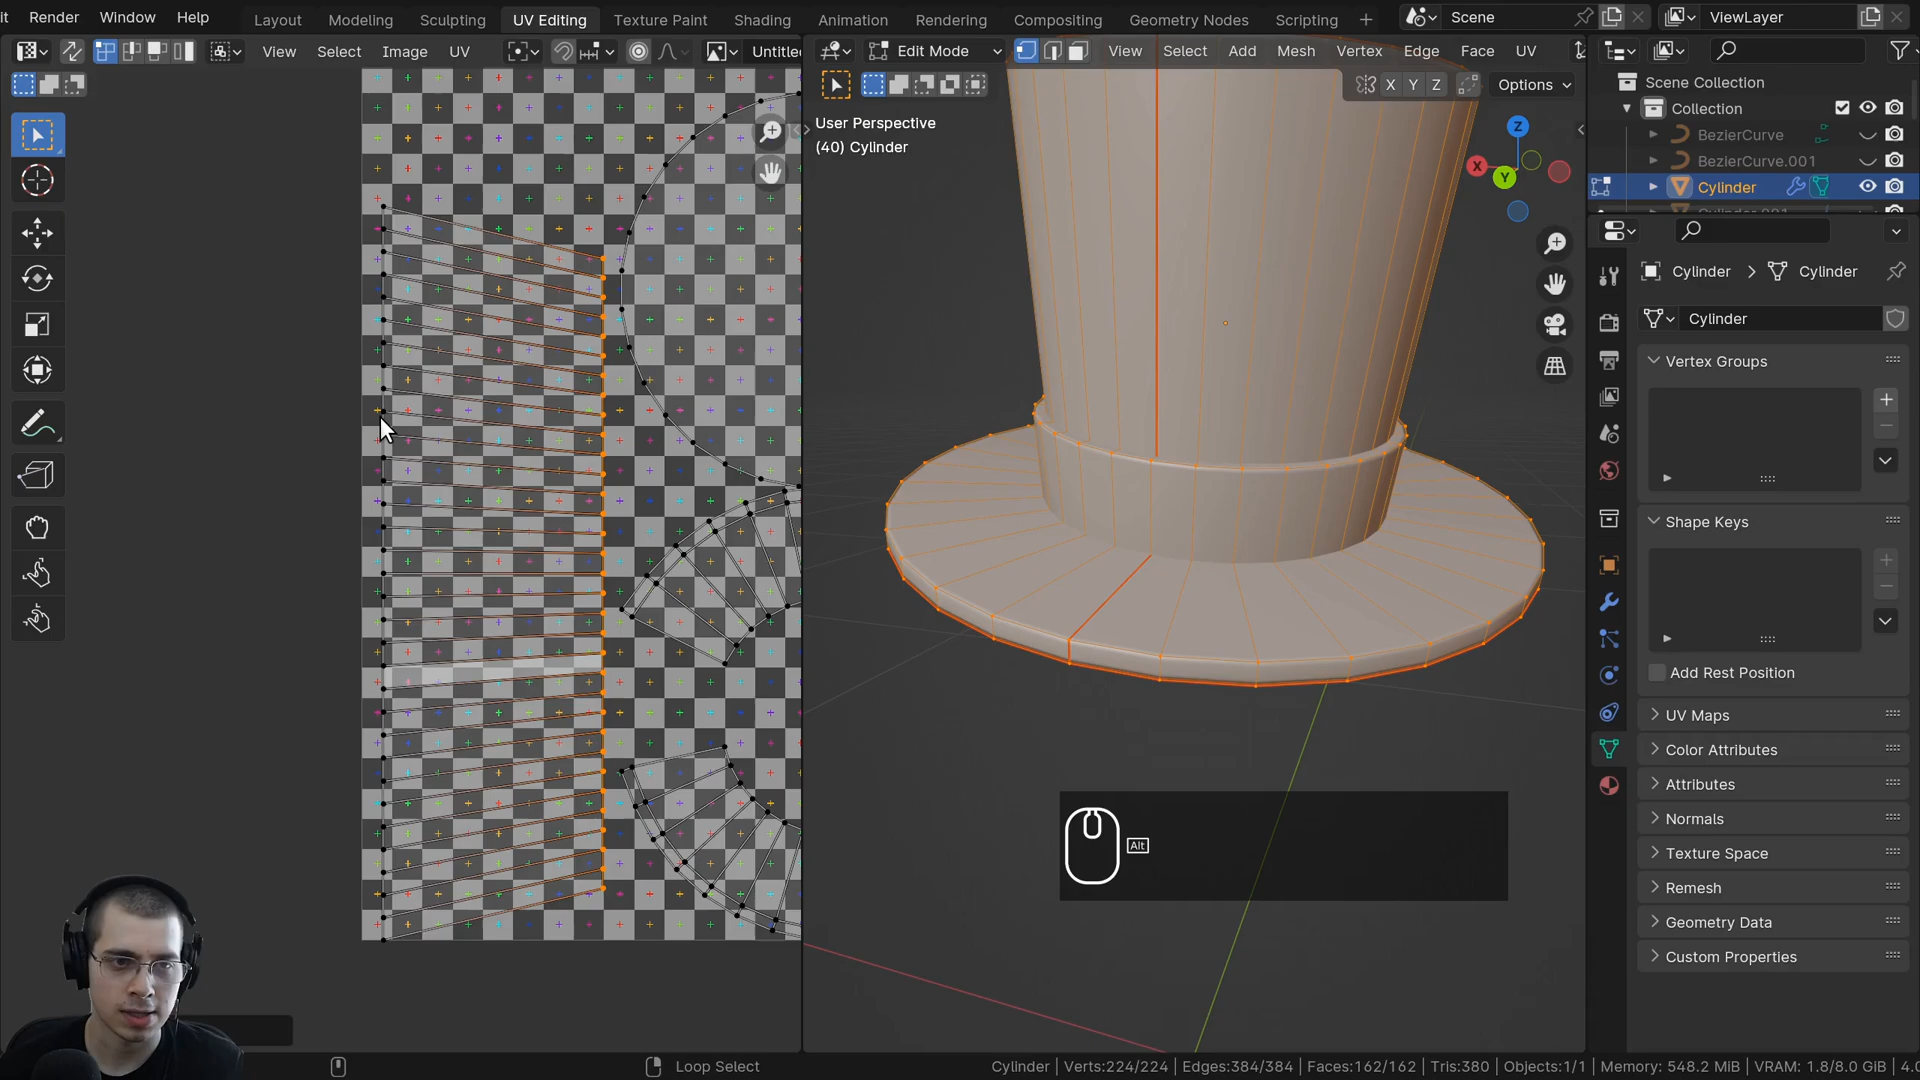 it Render Window Help Layout Modeling Sculpting UV Editing Texture Paint Shading Animation Rendering Compositing Geometry Nodes Scripting + Scene ViewLayer
View Select Image UV Untitle Edit Mode View Select Add Mesh Vertex Edge Face UV
X Y Z Options
Scene Collection
Collection
BezierCurve
BezierCurve.001
Cylinder
User Perspective
(40) Cylinder
Z
X
Y
Cylinder > Cylinder
Cylinder
Vertex Groups
Shape Keys
Add Rest Position
UV Maps
Color Attributes
Attributes
Normals
Texture Space
Remesh
Geometry Data
Custom Properties
Alt
Loop Select
Cylinder | Verts:224/224 | Edges:384/384 | Faces:162/162 | Tris:380 | Objects:1/1 | Memory: 548.2 MiB | VRAM: 1.8/8.0 GiB | 4.0